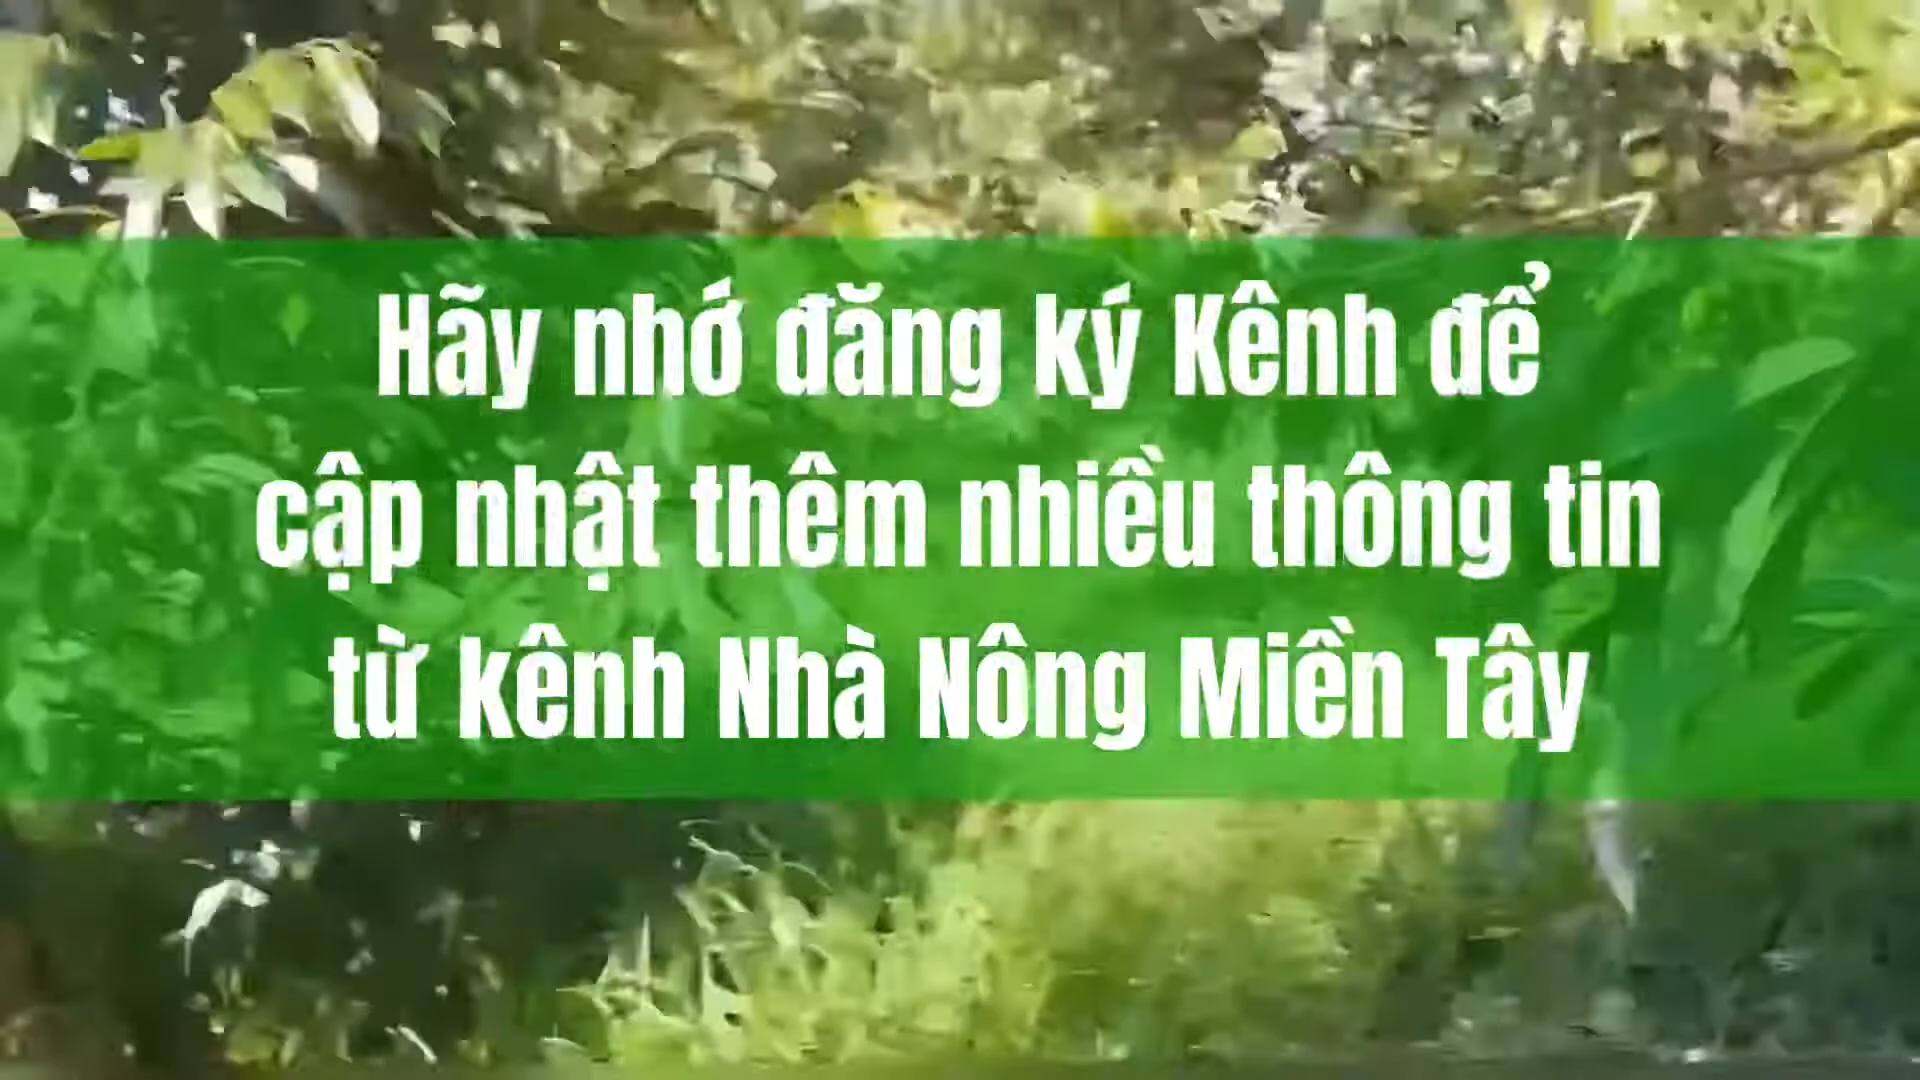 Hãy nhớ đăng ký Kênh để
cập nhật thêm nhiều thông tin
từ kênh Nhà Nông Miền Tây